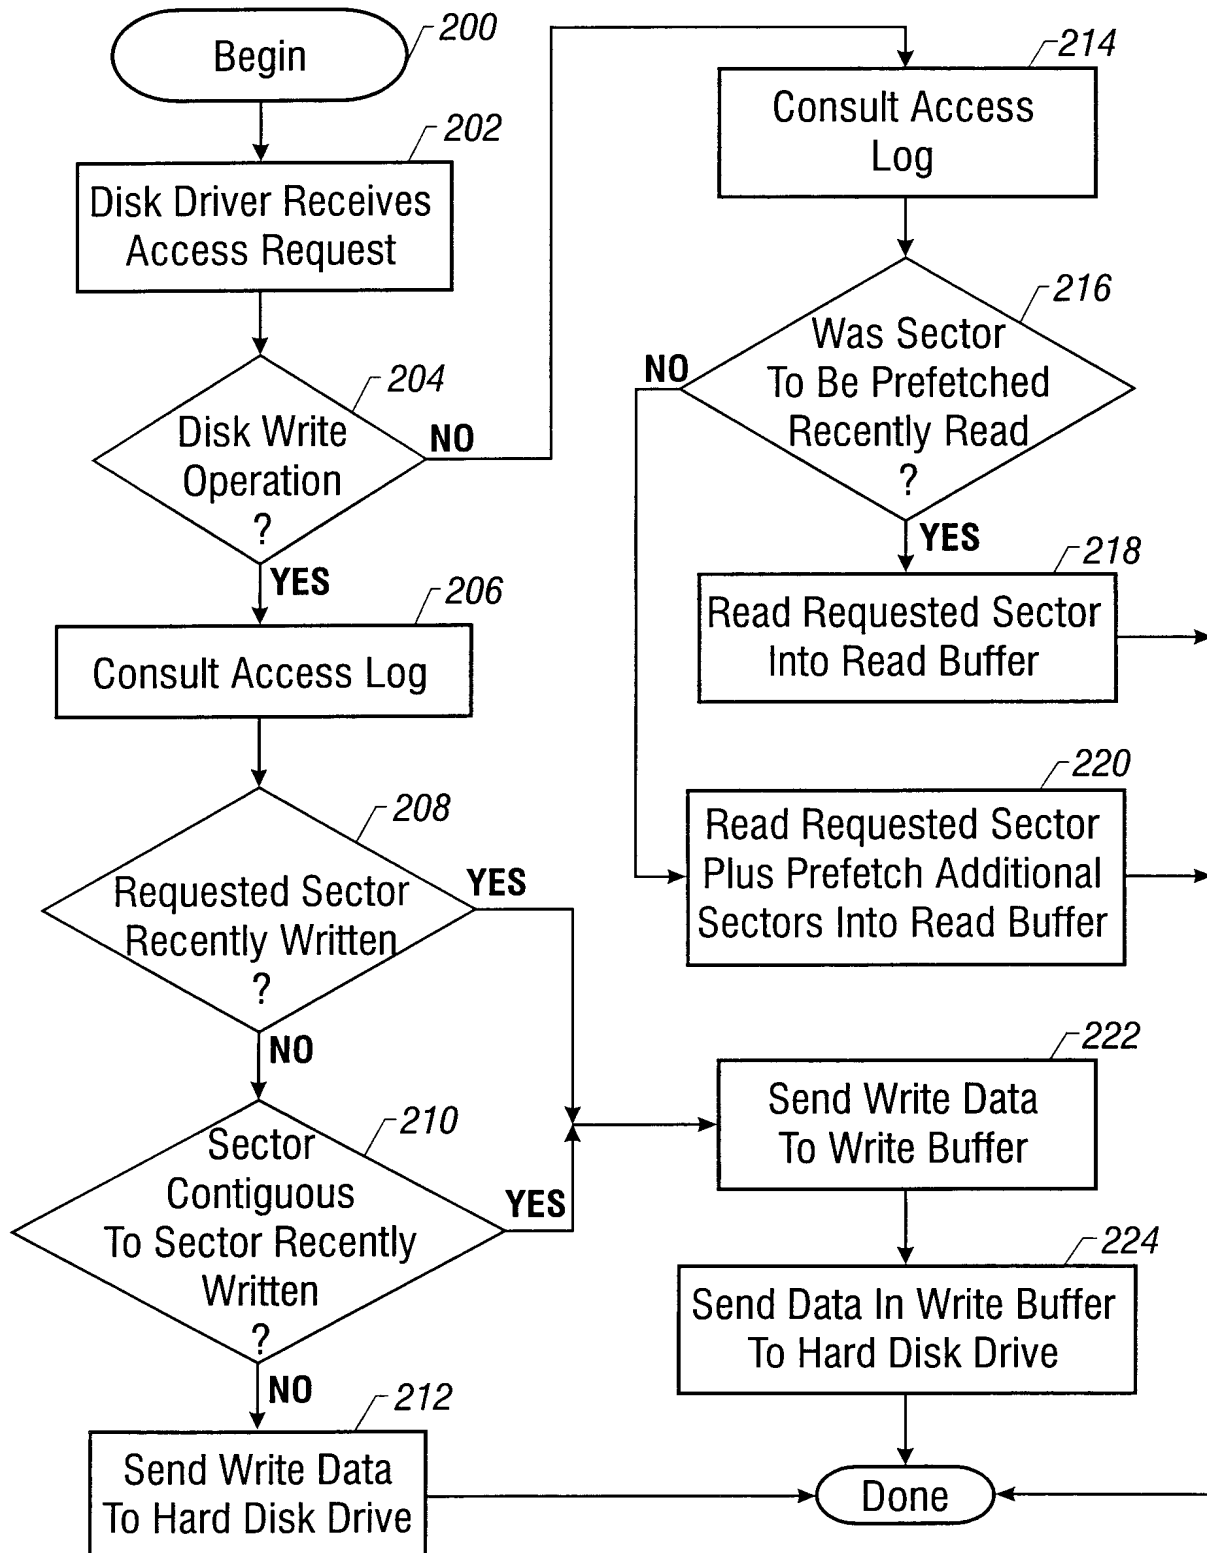 200
Begin
202
Disk Driver Receives
Access Request
204
Disk Write
Operation
?
NO
YES
206
Consult Access Log
208
Requested Sector
Recently Written
?
YES
NO
210
Sector
Contiguous
To Sector Recently
Written
?
YES
NO
212
Send Write Data
To Hard Disk Drive
214
Consult Access
Log
216
Was Sector
To Be Prefetched
Recently Read
?
NO
YES
218
Read Requested Sector
Into Read Buffer
220
Read Requested Sector
Plus Prefetch Additional
Sectors Into Read Buffer
222
Send Write Data
To Write Buffer
224
Send Data In Write Buffer
To Hard Disk Drive
Done